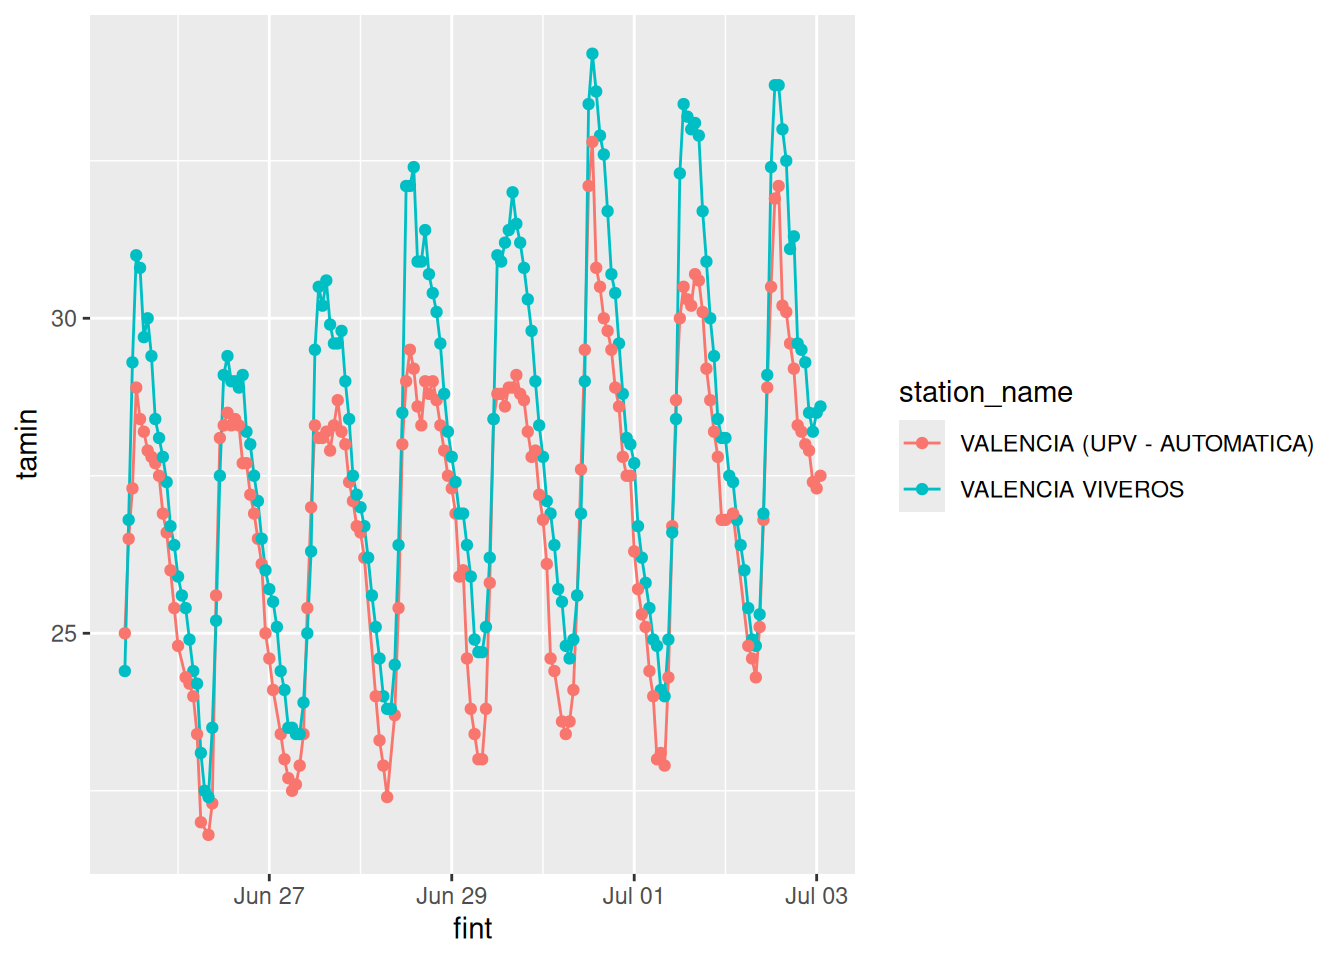 tamin
30
25
Jun 27
Jun 29
Jul 01
Jul 03
fint
station_name
VALENCIA (UPV - AUTOMATICA)
VALENCIA VIVEROS